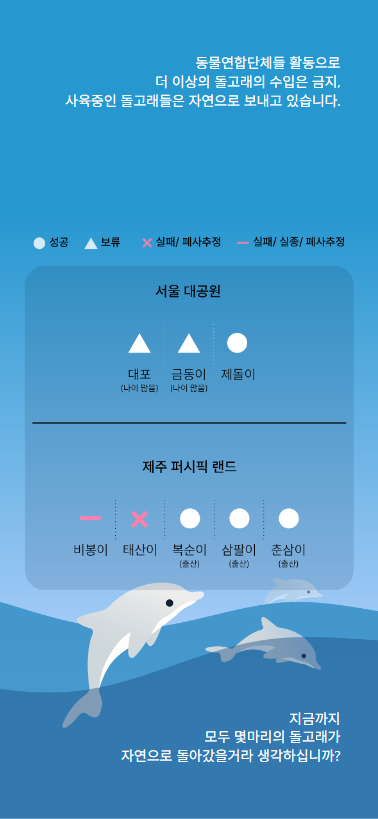 동물연합단체들 활동으로
더 이상의 돌고래의 수입은 금지,
사육중인 돌고래들은 자연으로 보내고 있습니다.
성공 보류 실패/ 폐사추정 실패/ 실종/ 폐사추정
서울 대공원
대포 금동이 제돌이
(나이 많음) (나이 많음)
제주 퍼시픽 랜드
비봉이 태산이 복순이 삼팔이 춘삼이
(출산) (출산) (출산)
지금까지
모두 몇마리의 돌고래가
자연으로 돌아갔을거라 생각하십니까?